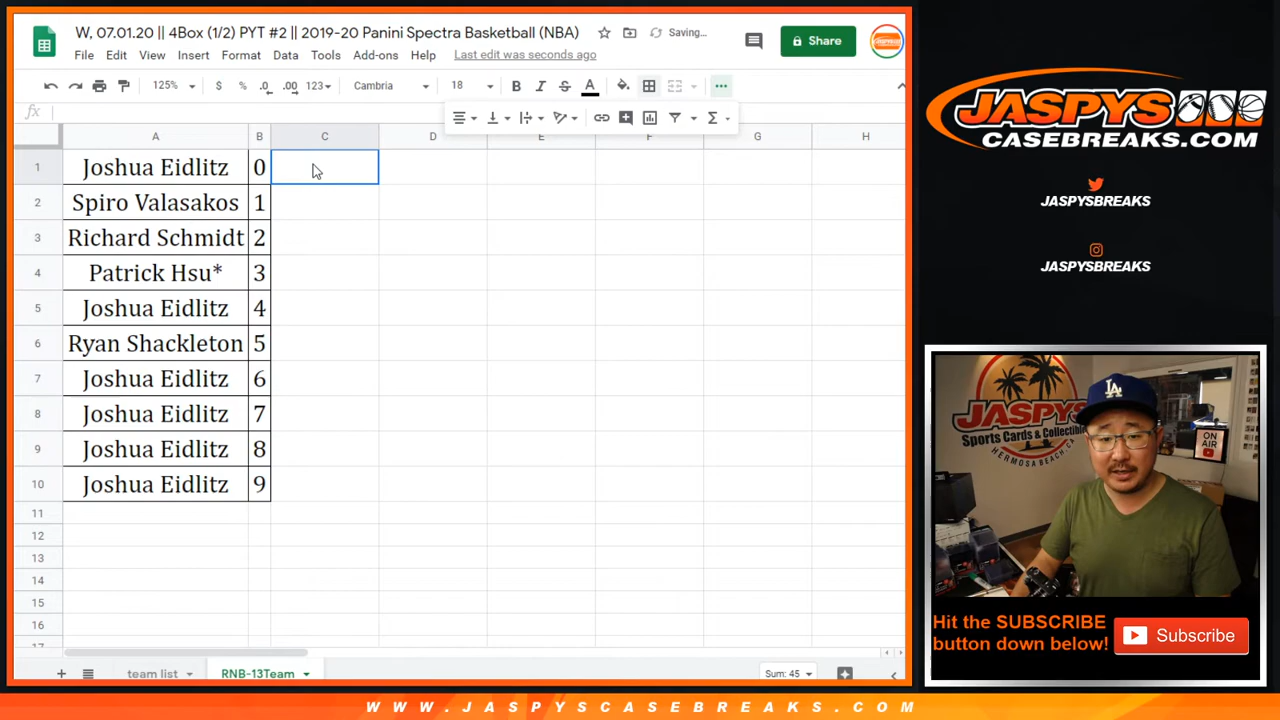 W, 07.01.20 || 4Box (1/2) PYT #2 || 2019-20 Panini Spectra Basketball (NBA)
Saving...
Share
File Edit View Insert Format Data Tools Add-ons Help Last edit was seconds ago
125% $ % .0 .00 123 Cambria 18 B I S A
fx
A B C D E F G H
1 Joshua Eidlitz 0
2 Spiro Valasakos 1
3 Richard Schmidt 2
4 Patrick Hsu* 3
5 Joshua Eidlitz 4
6 Ryan Shackleton 5
7 Joshua Eidlitz 6
8 Joshua Eidlitz 7
9 Joshua Eidlitz 8
10 Joshua Eidlitz 9
11
12
13
14
15
16
17
team list RNB-13Team Sum: 45
JASPYS
CASEBREAKS.COM
JASPYSBREAKS
JASPYSBREAKS
JASPYS
Sports Cards & Collectibles
HERMOSA BEACH, CA
LA
ON AIR
Hit the SUBSCRIBE
button down below!
Subscribe
WWW.JASPYSCASEBREAKS.COM